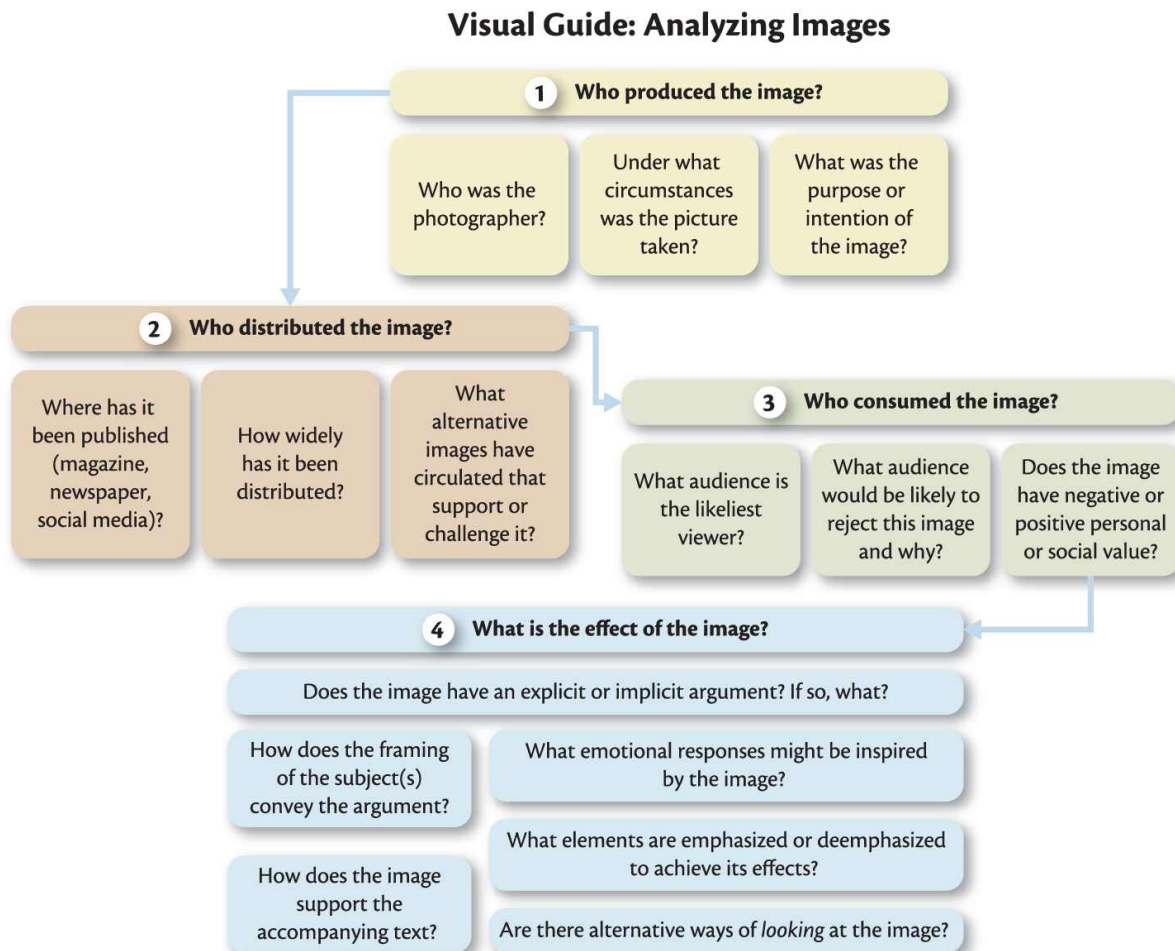 Visual Guide: Analyzing Images
1 Who produced the image?
Who was the
photographer?
Under what
circumstances
was the picture
taken?
What was the
purpose or
intention of
the image?
2 Who distributed the image?
Where has it
been published
(magazine,
newspaper,
social media)?
How widely
has it been
distributed?
What
alternative
images have
circulated that
support or
challenge it?
3 Who consumed the image?
What audience is
the likeliest
viewer?
What audience
would be likely to
reject this image
and why?
Does the image
have negative or
positive personal
or social value?
4 What is the effect of the image?
Does the image have an explicit or implicit argument? If so, what?
How does the framing
of the subject(s)
convey the argument?
How does the image
support the
accompanying text?
What emotional responses might be inspired
by the image?
What elements are emphasized or deemphasized
to achieve its effects?
Are there alternative ways of looking at the image?